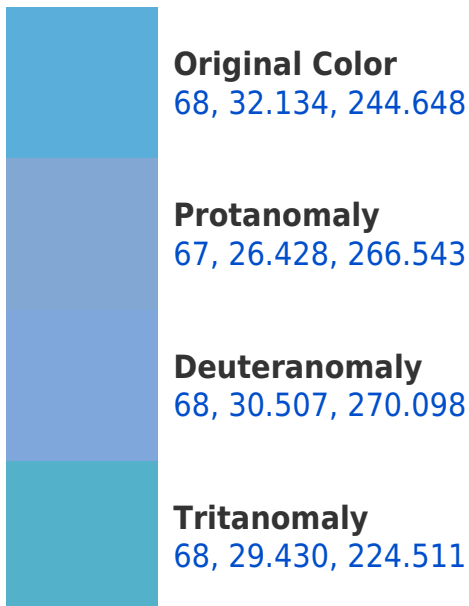 Original Color
68, 32.134, 244.648
Protanomaly
67, 26.428, 266.543
Deuteranomaly
68, 30.507, 270.098
Tritanomaly
68, 29.430, 224.511